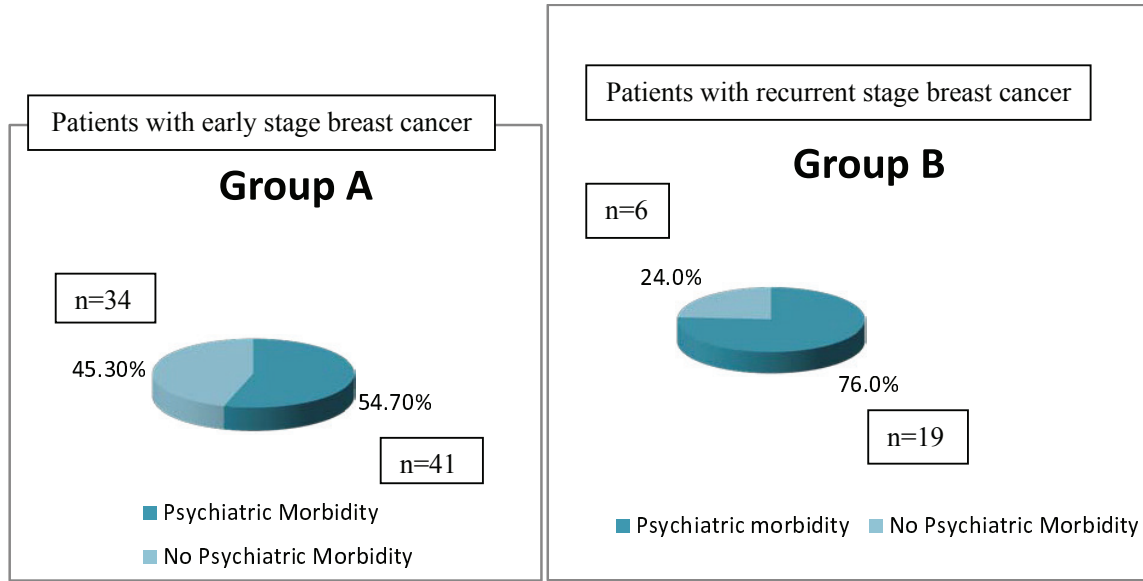 Patients with early stage breast cancer
Group A
n=34
45.30%
54.70%
n=41
Psychiatric Morbidity
No Psychiatric Morbidity
Patients with recurrent stage breast cancer
Group B
n=6
24.0%
76.0%
n=19
Psychiatric morbidity No Psychiatric Morbidity